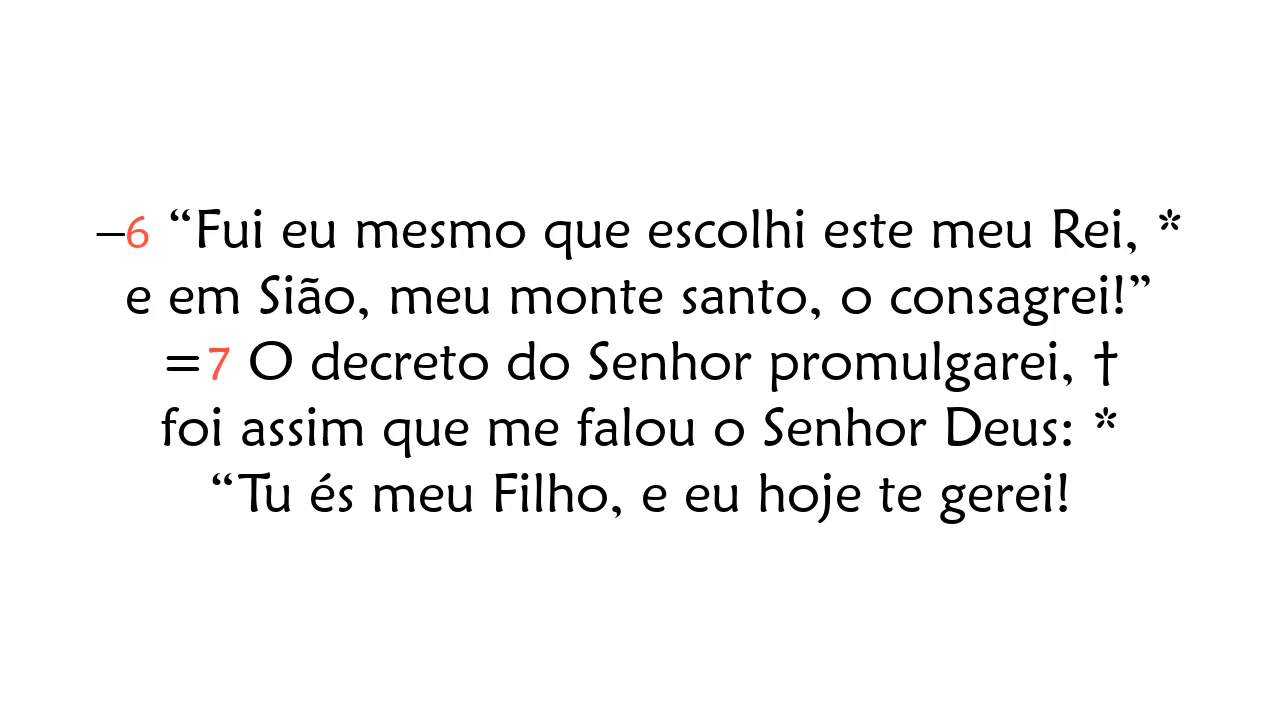 –6 “Fui eu mesmo que escolhi este meu Rei, *
e em Sião, meu monte santo, o consagrei!”
=7 O decreto do Senhor promulgarei, †
foi assim que me falou o Senhor Deus: *
“Tu és meu Filho, e eu hoje te gerei!